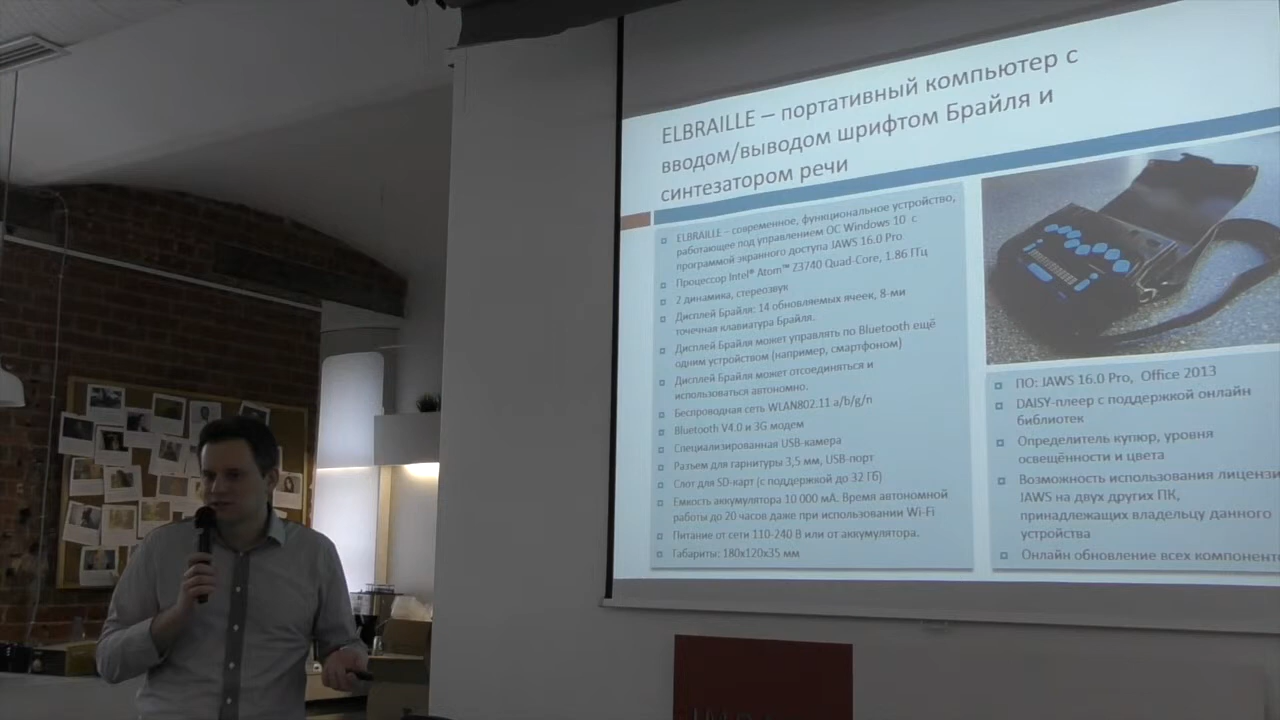 ELBRAILLE – портативный компьютер с
вводом/выводом шрифтом Брайля и
синтезатором речи
ELBRAILLE – современное, функциональное устройство,
работающее под управлением ОС Windows 10 с
программой экранного доступа JAWS 16.0 Pro
Процессор Intel® Atom™ Z3740 Quad-Core, 1.86 ГГц
2 динамика, стереозвук
Дисплей Брайля: 14 обновляемых ячеек, 8-ми
точечная клавиатура Брайля.
Дисплей Брайля может управлять по Bluetooth ещё
одним устройством (например, смартфоном)
Дисплей Брайля может отсоединяться и
использоваться автономно.
Беспроводная сеть WLAN802.11 a/b/g/n
Bluetooth V4.0 и 3G модем
Специализированная USB-камера
Разъем для гарнитуры 3,5 мм, USB-порт
Слот для SD-карт (с поддержкой до 32 Гб)
Емкость аккумулятора 10 000 мА. Время автономной
работы до 20 часов даже при использовании Wi-Fi
Питание от сети 110-240 В или от аккумулятора.
Габариты: 180x120x35 мм
ПО: JAWS 16.0 Pro, Office 2013
DAISY-плеер с поддержкой онлайн
библиотек
Определитель купюр, уровня
освещённости и цвета
Возможность использования лицензи
JAWS на двух других ПК,
принадлежащих владельцу данного
устройства
Онлайн обновление всех компонент